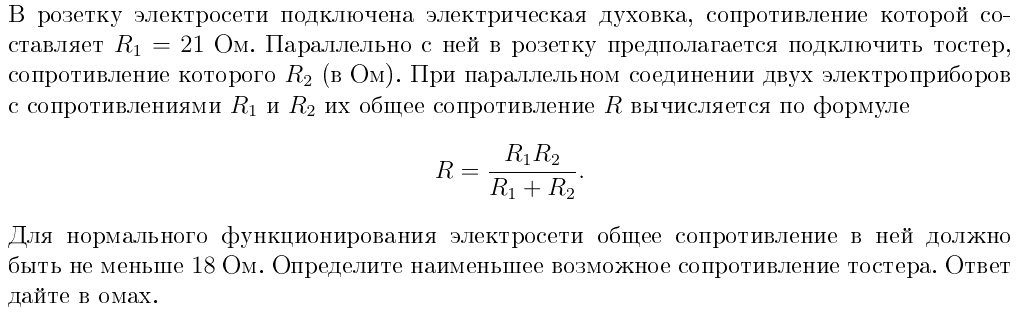 В розетку электросети подключена электрическая духовка, сопротивление которой со-
ставляет R₁ = 21 Ом. Параллельно с ней в розетку предполагается подключить тостер,
сопротивление которого R₂ (в Ом). При параллельном соединении двух электроприборов
с сопротивлениями R₁ и R₂ их общее сопротивление R вычисляется по формуле
R = R₁R₂ / (R₁ + R₂).
Для нормального функционирования электросети общее сопротивление в ней должно
быть не меньше 18 Ом. Определите наименьшее возможное сопротивление тостера. Ответ
дайте в омах.